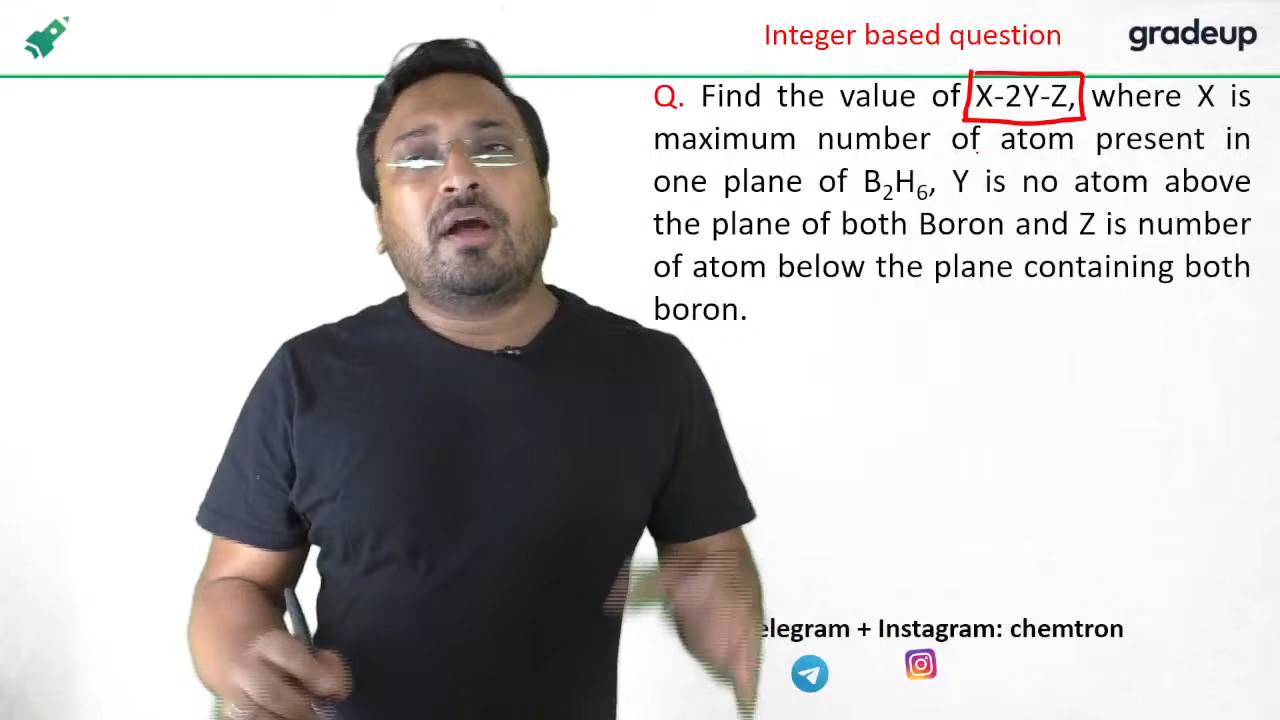 Integer based question
gradeup
Q. Find the value of X-2Y-Z, where X is
maximum number of atom present in
one plane of B₂H₆, Y is no atom above
the plane of both Boron and Z is number
of atom below the plane containing both
boron.
elegram + Instagram: chemtron